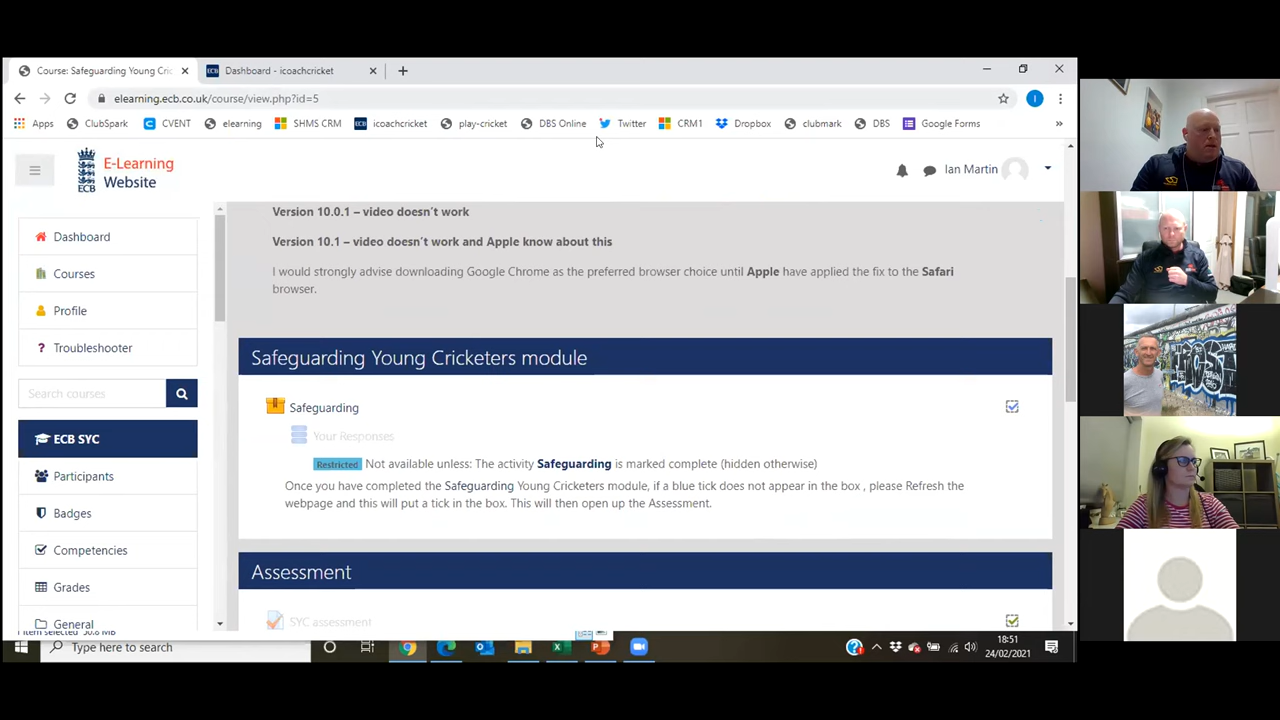 Course: Safeguarding Young Cric
Dashboard - icoachcricket
elearning.ecb.co.uk/course/view.php?id=5
Apps ClubSpark CVENT elearning SHMS CRM icoachcricket play-cricket DBS Online Twitter CRM1 Dropbox clubmark DBS Google Forms »
ECB
E-Learning
Website
Ian Martin
Version 10.0.1 – video doesn't work
Version 10.1 – video doesn't work and Apple know about this
I would strongly advise downloading Google Chrome as the preferred browser choice until Apple have applied the fix to the Safari
browser.
Dashboard
Courses
Profile
Troubleshooter
Search courses
ECB SYC
Participants
Badges
Competencies
Grades
General
Safeguarding Young Cricketers module
Safeguarding
Your Responses
Restricted Not available unless: The activity Safeguarding is marked complete (hidden otherwise)
Once you have completed the Safeguarding Young Cricketers module, if a blue tick does not appear in the box , please Refresh the
webpage and this will put a tick in the box. This will then open up the Assessment.
Assessment
SYC assessment
1 item selected 30.8 MB
Type here to search
18:51
24/02/2021